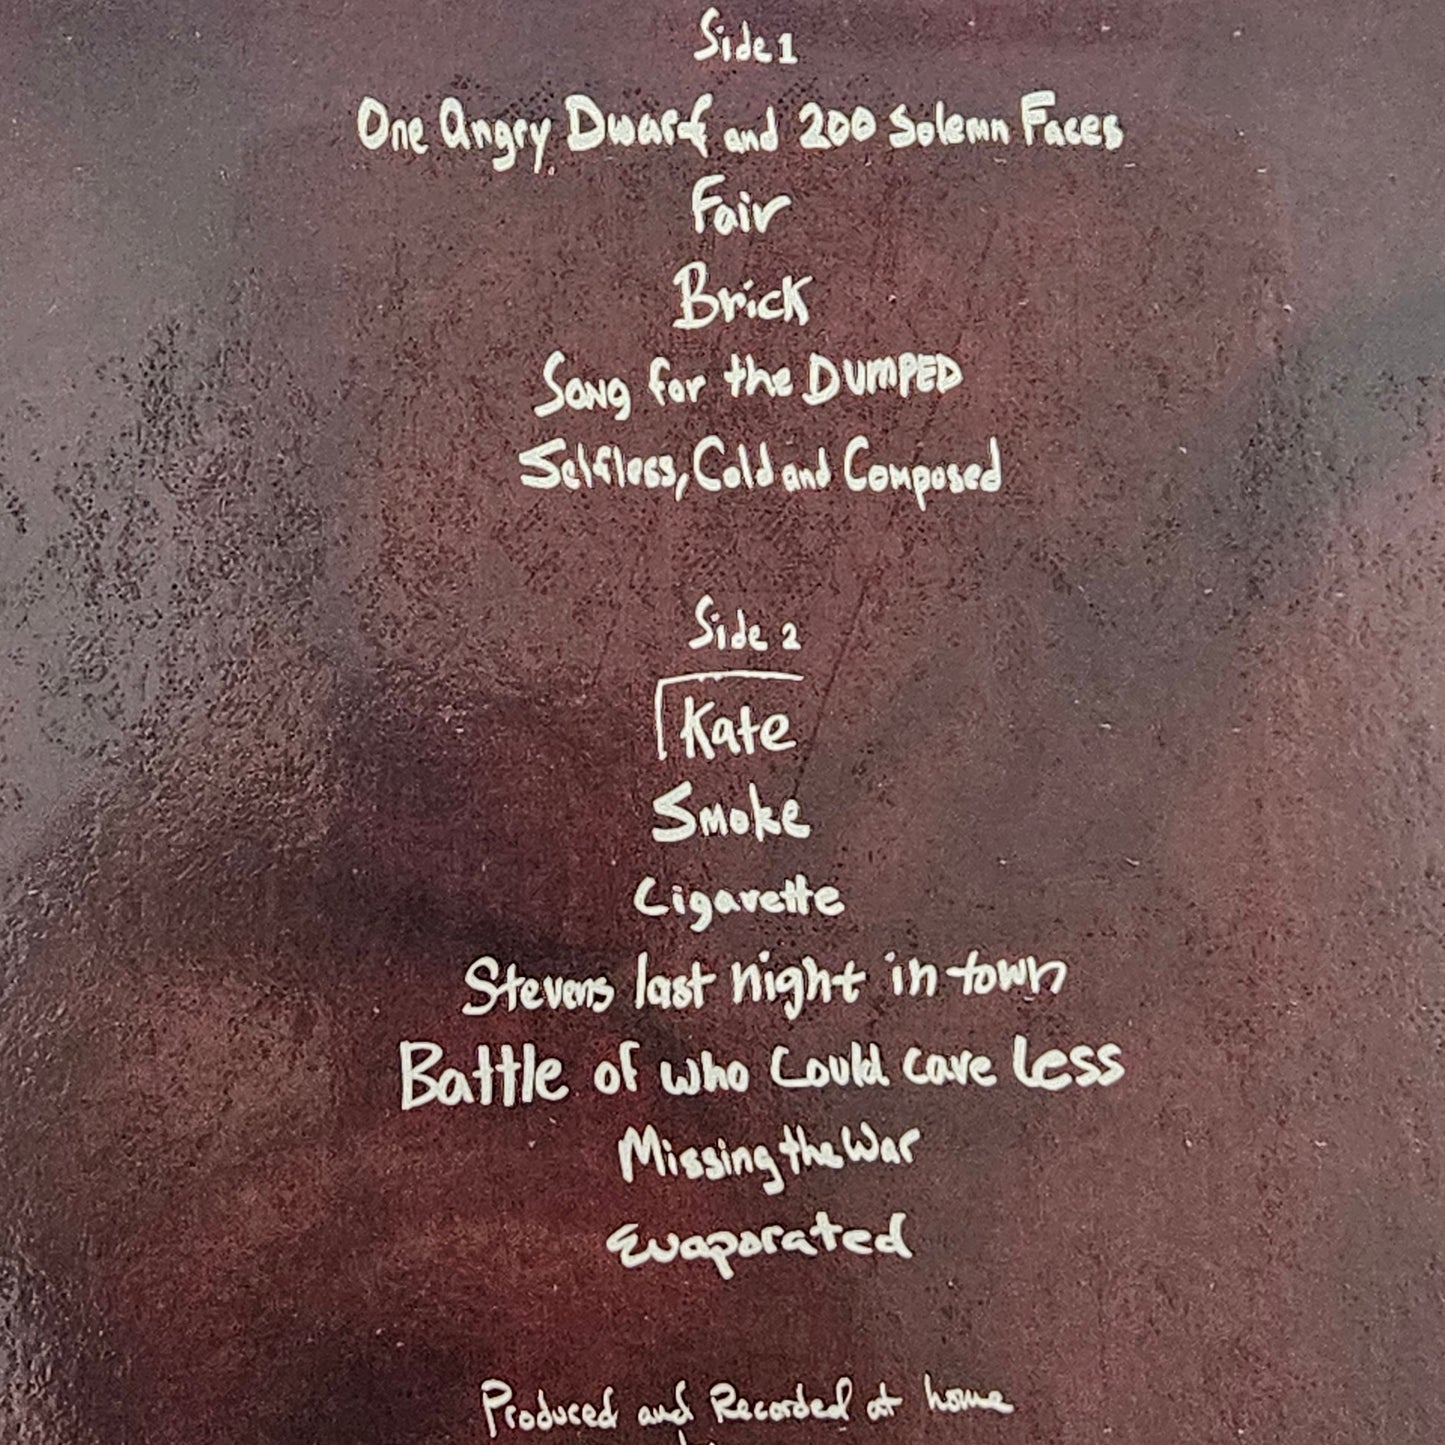 Side 1
One Angry Dwarf and 200 Solemn Faces
Fair
Brick
Song for the DUMPED
Selfless, Cold and Composed
Side 2
Kate
Smoke
Cigarette
Stevens last night in town
Battle of who Could care less
Missing the War
Evaporated
Produced and Recorded at home